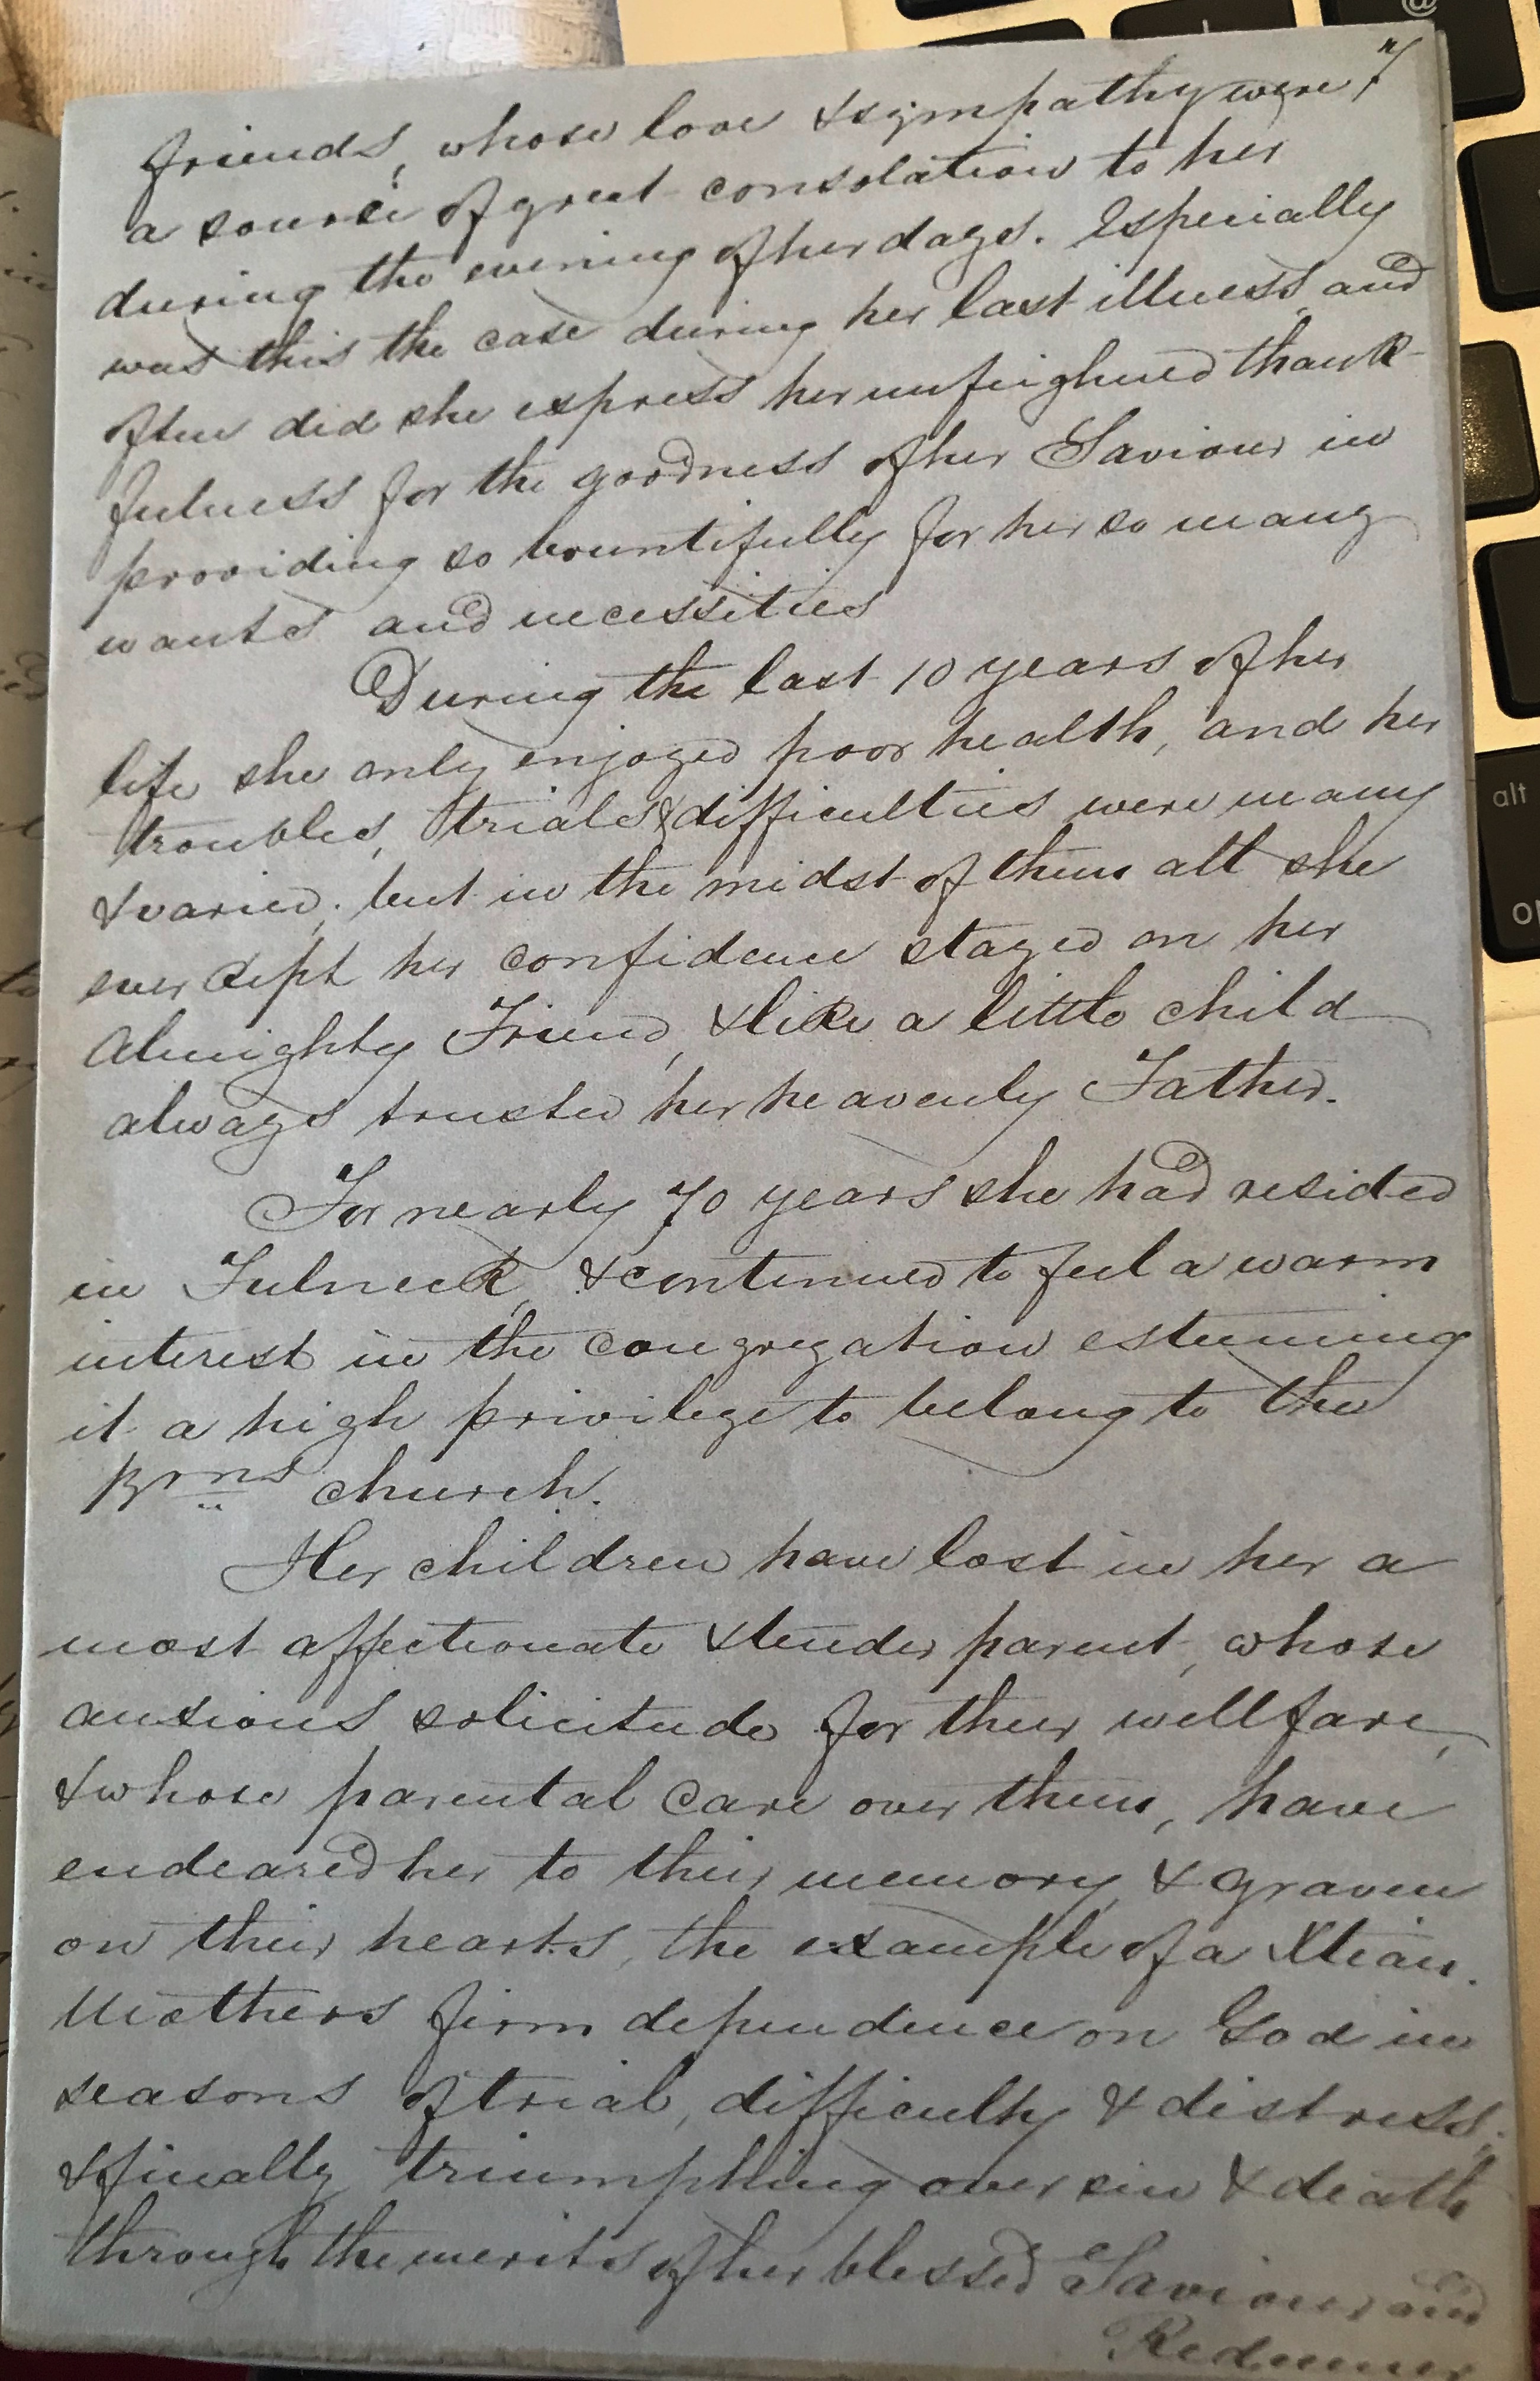 7
friends, whose love & sympathy were
a source of great consolation to her
during the evening of her days. Especially
was this the case during her last illness, and
often did she express her unfeighned thank-
fulness for the goodness of her Saviour in
providing so bountifully for her so many
wants and necessities
During the last 10 years of her
life she only enjoyed poor health, and her
troubles, trials & difficulties were many
& varied; but in the midst of them all she
ever kept her confidence stayed on her
Almighty Friend, & like a little child
always trusted her heavenly Father.
For nearly 70 years she had resided
in Fulneck, & continued to feel a warm
interest in the congregation esteeming
it a high privilege to belong to the
Brns church.
Her children have lost in her a
most affectionate & tender parent, whose
anxious solicitude for their wellfare,
& whose parental care over them, have
endeared her to their memory, & graven
on their hearts, the example of a Xtian.
Mothers firm dependence on God in
seasons of trial, difficulty & distress;
& finally triumphing over sin & death
through the merits of her blessed Saviour and
Redeemer
alt
@